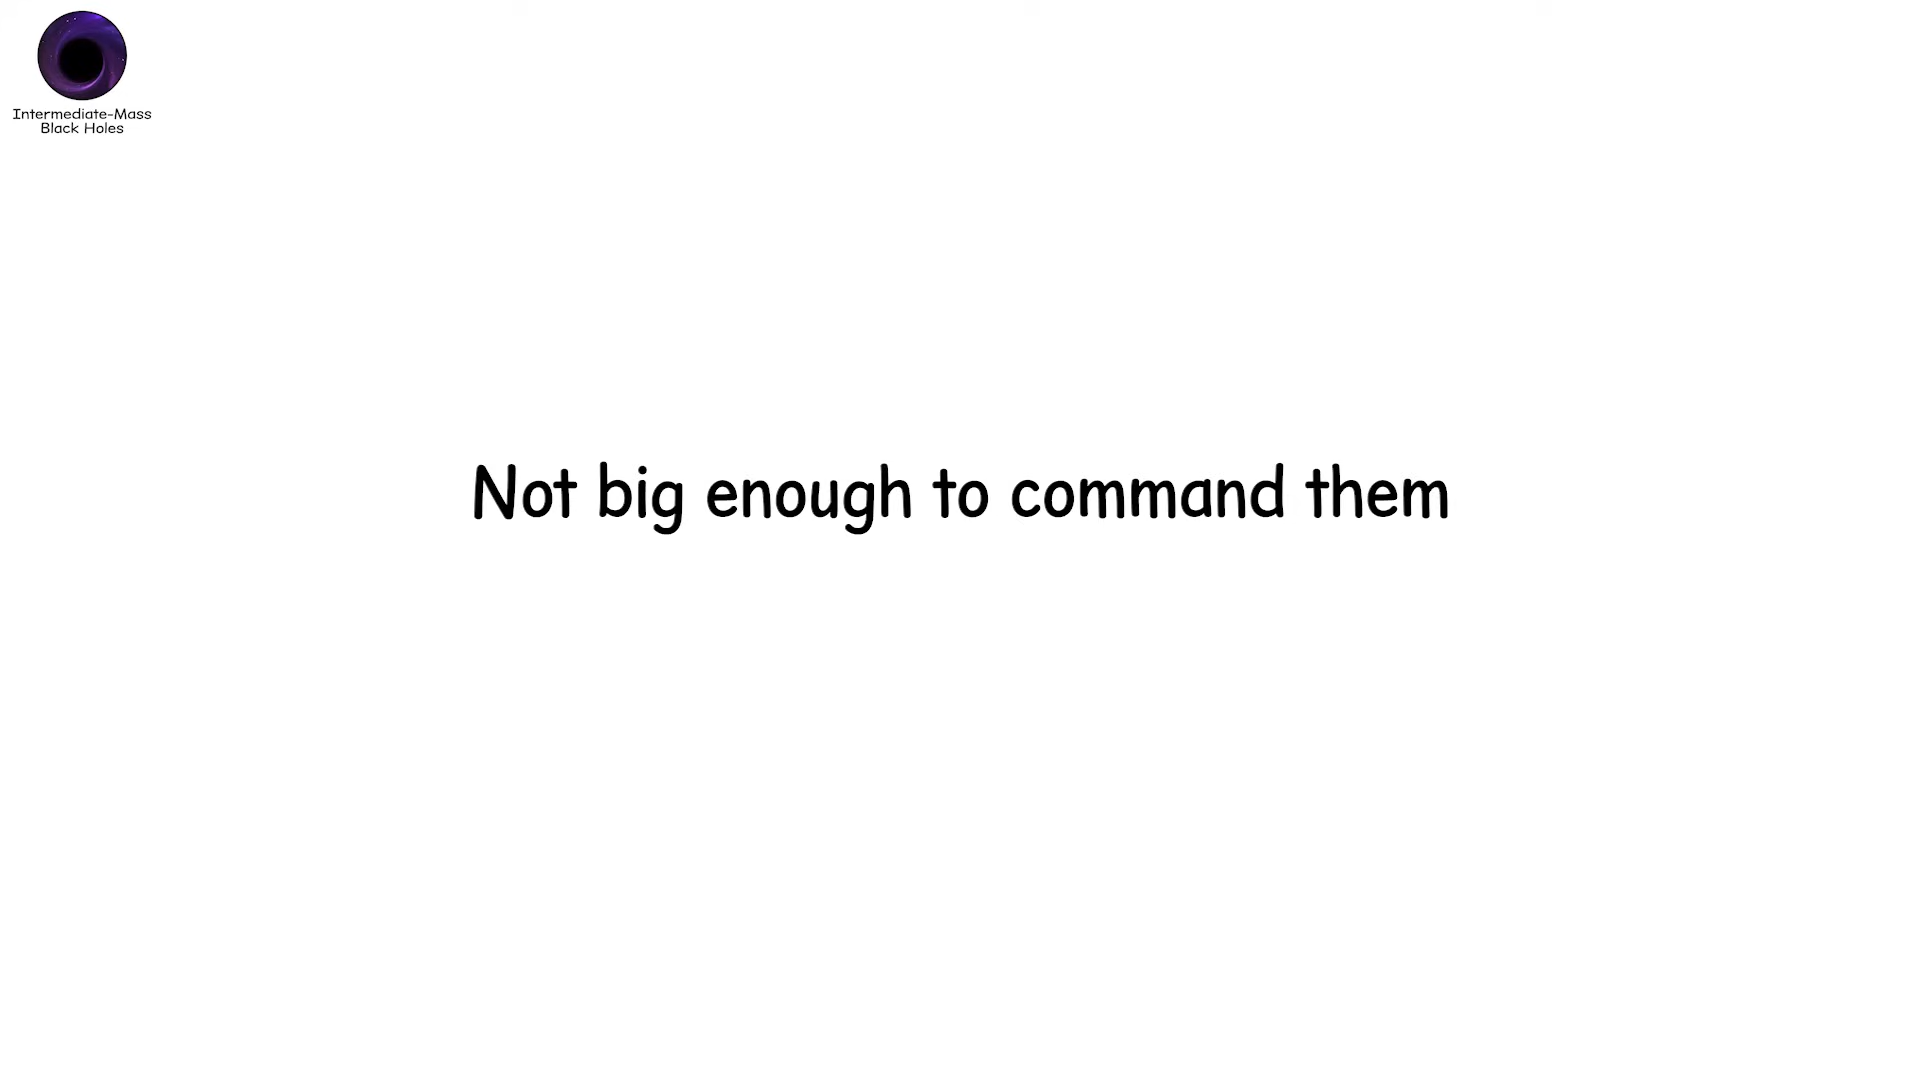 Intermediate-Mass
Black Holes
Not big enough to command them